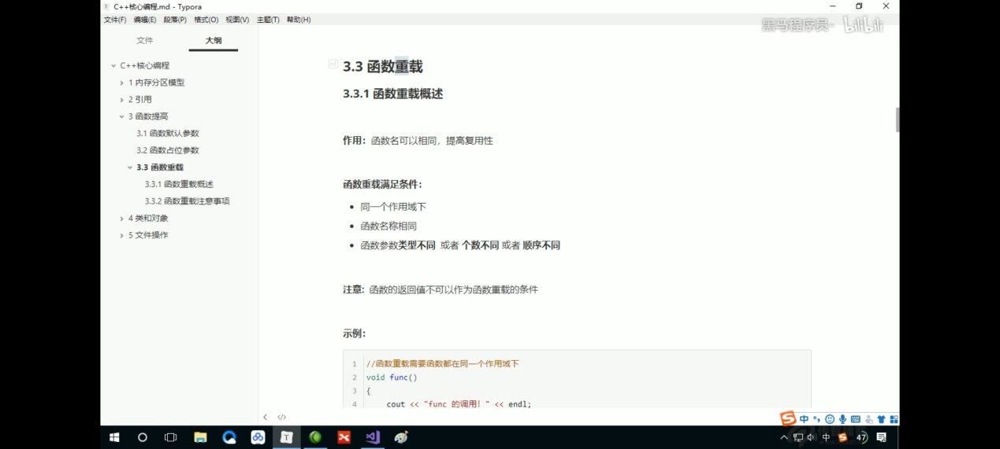 C++核心编程.md - Typora
文件(F) 编辑(E) 段落(P) 格式(O) 视图(V) 主题(T) 帮助(H)
黑马程序员- bilibili
文件 大纲
C++核心编程
1 内存分区模型
2 引用
3 函数提高
3.1 函数默认参数
3.2 函数占位参数
3.3 函数重载
3.3.1 函数重载概述
3.3.2 函数重载注意事项
4 类和对象
5 文件操作
3.3 函数重载
3.3.1 函数重载概述
作用：函数名可以相同，提高复用性
函数重载满足条件：
同一个作用域下
函数名称相同
函数参数类型不同 或者 个数不同 或者 顺序不同
注意: 函数的返回值不可以作为函数重载的条件
示例：
1 //函数重载需要函数都在同一个作用域下
2 void func()
3 {
4 cout << "func 的调用！" << endl;
中
中 47